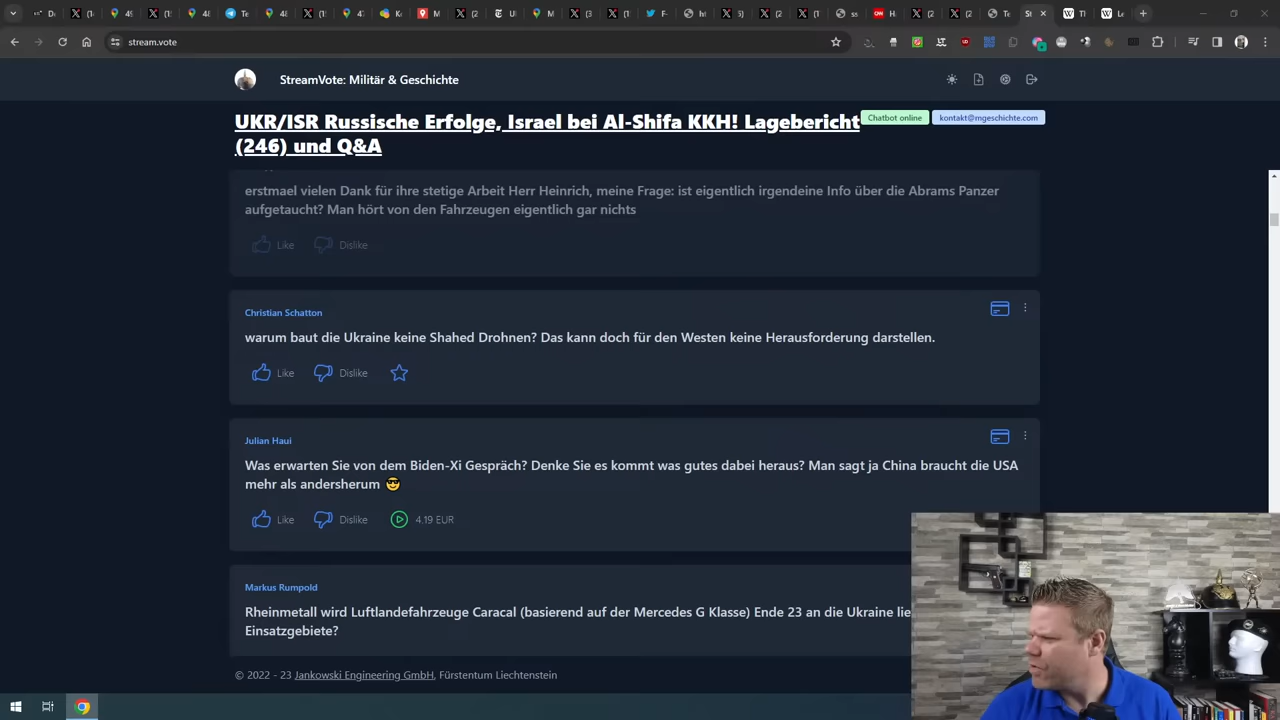 stream.vote
StreamVote: Militär & Geschichte
UKR/ISR Russische Erfolge, Israel bei Al-Shifa KKH! Lagebericht
(246) und Q&A
Chatbot online
kontakt@mgeschichte.com
erstmael vielen Dank für ihre stetige Arbeit Herr Heinrich, meine Frage: ist eigentlich irgendeine Info über die Abrams Panzer
aufgetaucht? Man hört von den Fahrzeugen eigentlich gar nichts
Like Dislike
Christian Schatton
warum baut die Ukraine keine Shahed Drohnen? Das kann doch für den Westen keine Herausforderung darstellen.
Like Dislike
Julian Haui
Was erwarten Sie von dem Biden-Xi Gespräch? Denke Sie es kommt was gutes dabei heraus? Man sagt ja China braucht die USA
mehr als andersherum 😎
Like Dislike 4.19 EUR
Markus Rumpold
Rheinmetall wird Luftlandefahrzeuge Caracal (basierend auf der Mercedes G Klasse) Ende 23 an die Ukraine lie
Einsatzgebiete?
© 2022 - 23 Jankowski Engineering GmbH, Fürstentum Liechtenstein